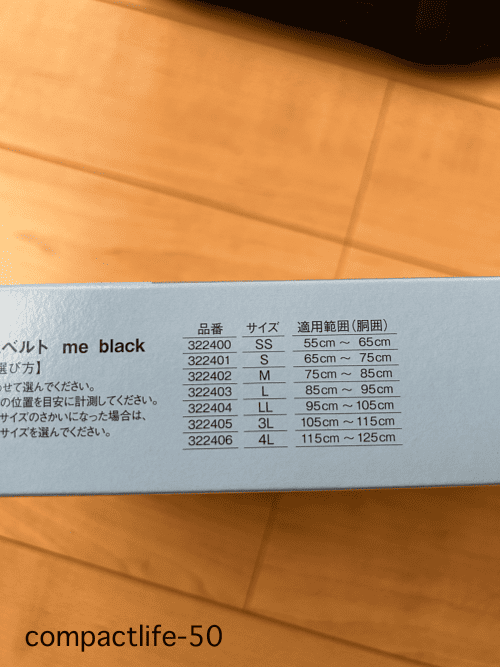 ベルト me black
選び方】
わせて選んでください。
の位置を目安に計測してください。
サイズのさかいになった場合は、
サイズを選んでください。
品番 サイズ 適用範囲(胴囲)
322400 SS 55cm ～ 65cm
322401 S 65cm ～ 75cm
322402 M 75cm ～ 85cm
322403 L 85cm ～ 95cm
322404 LL 95cm ～ 105cm
322405 3L 105cm ～ 115cm
322406 4L 115cm ～ 125cm
compactlife-50